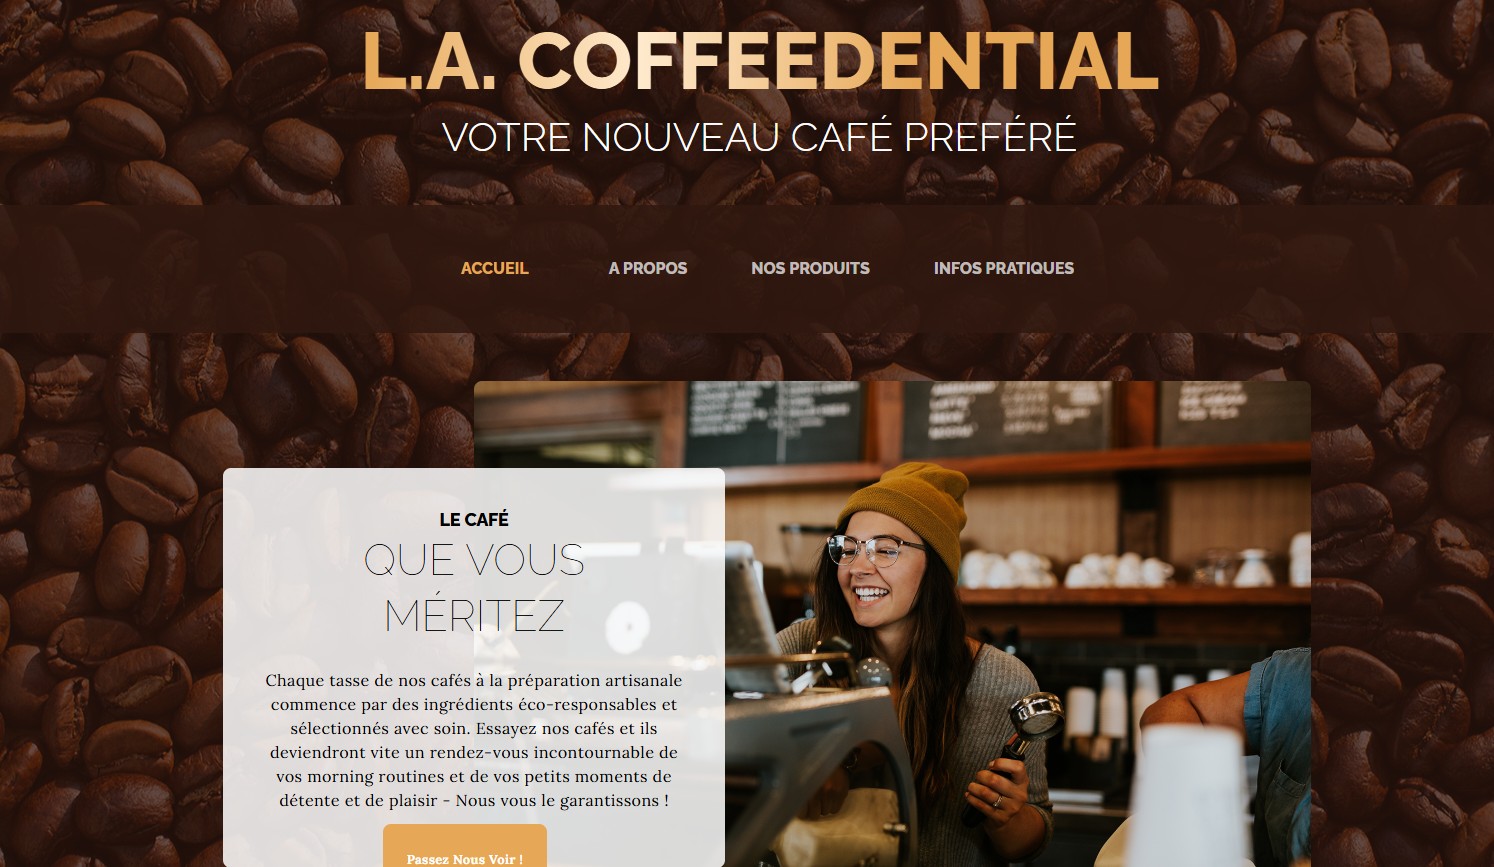 L.A. COFFEEDENTIAL
VOTRE NOUVEAU CAFÉ PREFÉRÉ
ACCUEIL
A PROPOS
NOS PRODUITS
INFOS PRATIQUES
LE CAFÉ
QUE VOUS
MÉRITEZ
Chaque tasse de nos cafés à la préparation artisanale
commence par des ingrédients éco-responsables et
sélectionnés avec soin. Essayez nos cafés et ils
deviendront vite un rendez-vous incontournable de
vos morning routines et de vos petits moments de
détente et de plaisir - Nous vous le garantissons !
Passez Nous Voir !